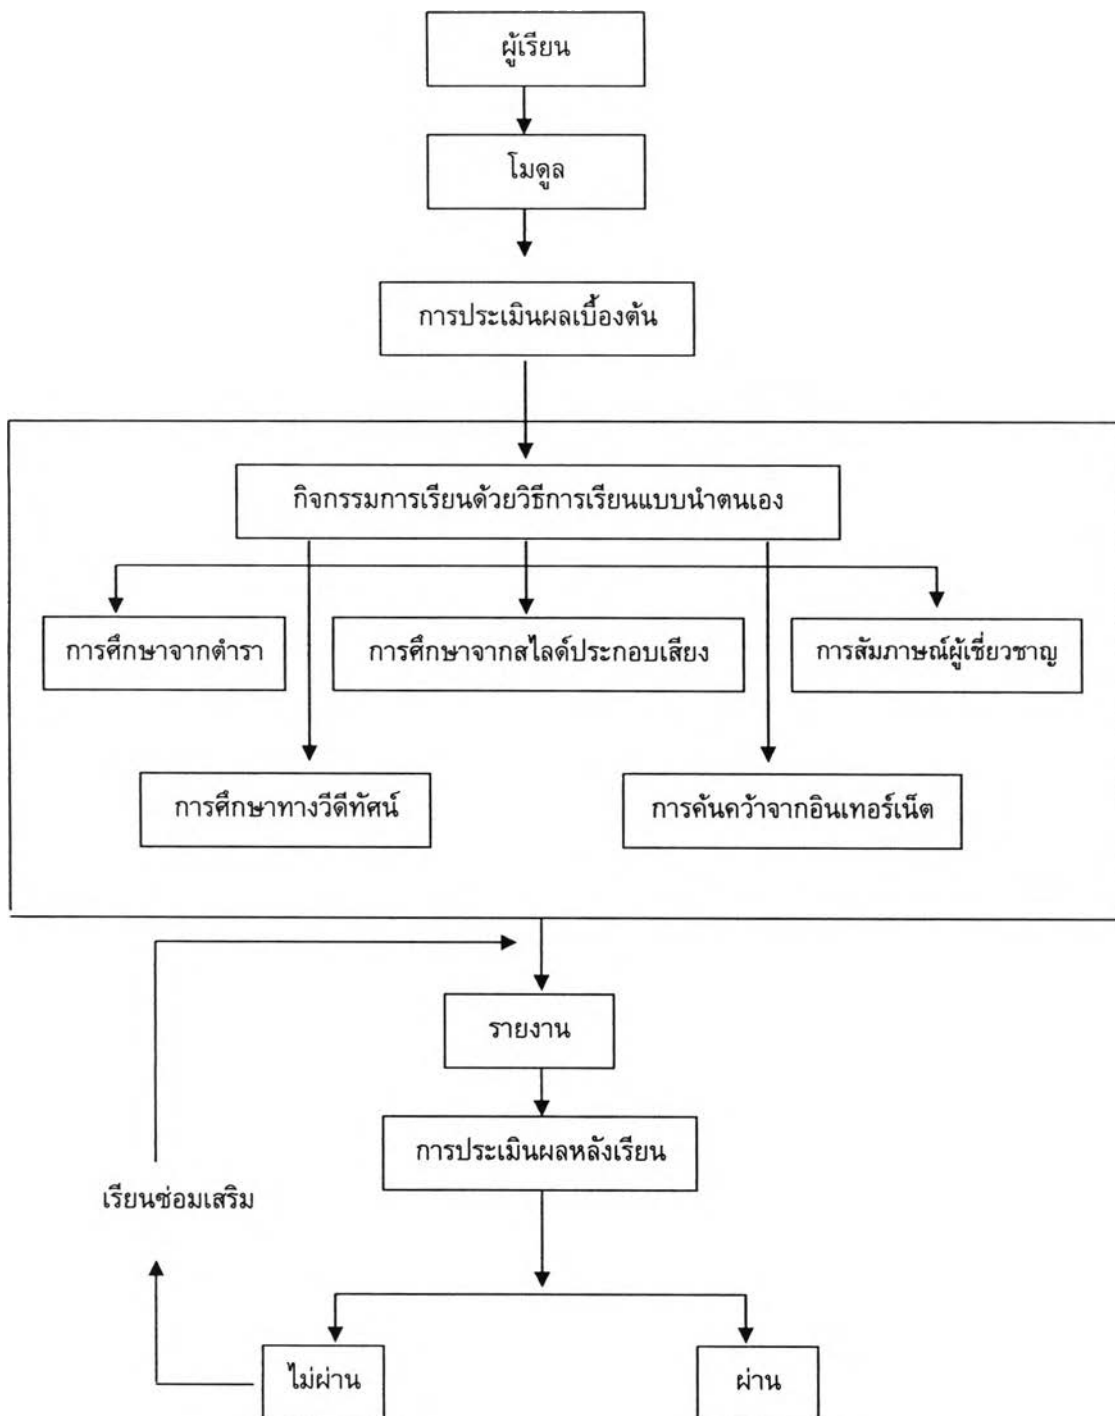 ผู้เรียน
โมดูล
การประเมินผลเบื้องต้น
กิจกรรมการเรียนด้วยวิธีการเรียนแบบนำตนเอง
การศึกษาจากตำรา
การศึกษาจากสไลด์ประกอบเสียง
การสัมภาษณ์ผู้เชี่ยวชาญ
การศึกษาทางวีดีทัศน์
การค้นคว้าจากอินเทอร์เน็ต
รายงาน
การประเมินผลหลังเรียน
เรียนซ่อมเสริม
ไม่ผ่าน
ผ่าน